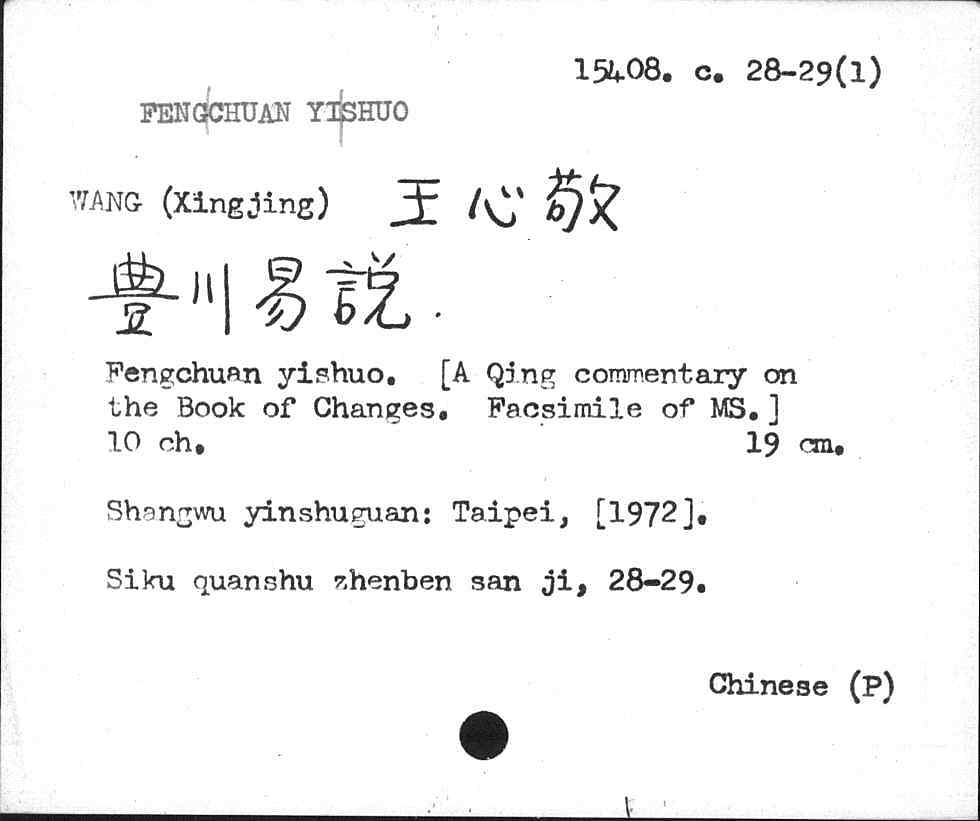 15408. c. 28-29(1)
FENGCHUAN YISHUO
WANG (Xingjing) 王心敬
豊川易説.
Fengchuan yishuo. [A Qing commentary on
the Book of Changes. Facsimile of MS.]
10 ch. 19 cm.
Shangwu yinshuguan: Taipei, [1972].
Siku quanshu zhenben san ji, 28-29.
Chinese (P)